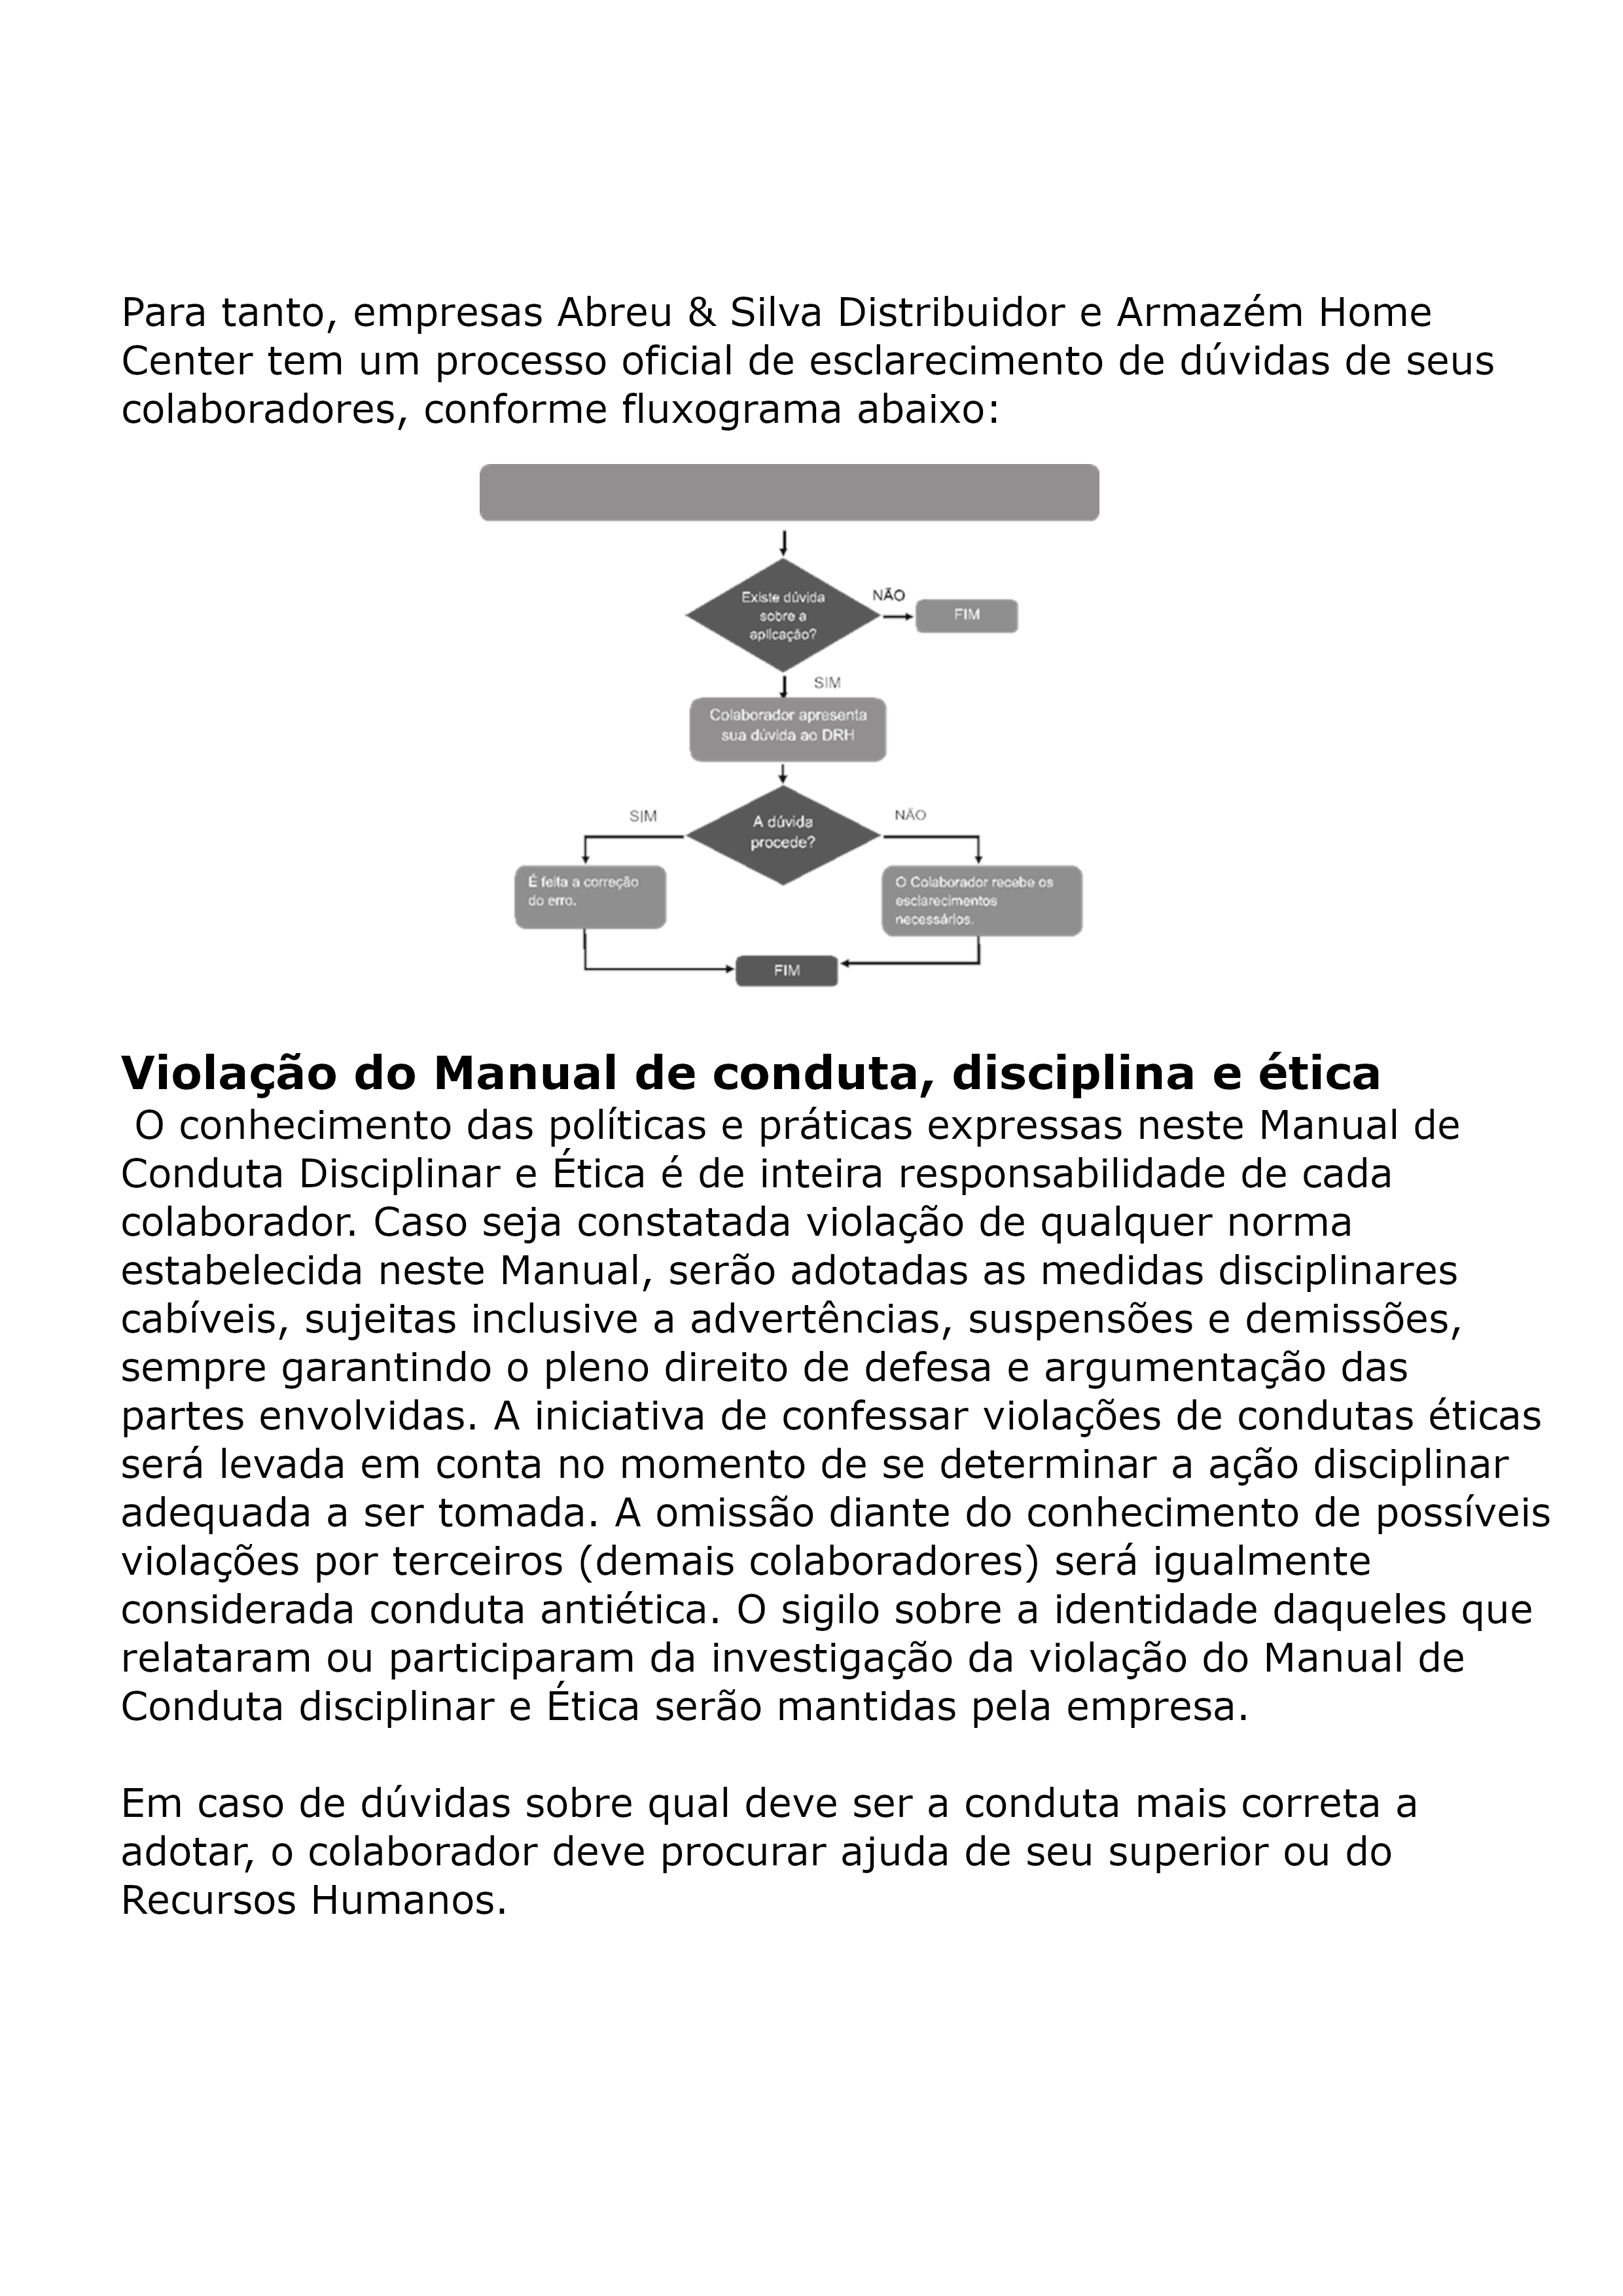 Para tanto, empresas Abreu & Silva Distribuidor e Armazém Home
Center tem um processo oficial de esclarecimento de dúvidas de seus
colaboradores, conforme fluxograma abaixo:
Existe dúvida
sobre a
aplicação?
NÃO
FIM
SIM
Colaborador apresenta
sua dúvida ao DRH
SIM
A dúvida
procede?
NÃO
É feita a correção
do erro.
O Colaborador recebe os
esclarecimentos
necessários.
FIM
Violação do Manual de conduta, disciplina e ética
O conhecimento das políticas e práticas expressas neste Manual de
Conduta Disciplinar e Ética é de inteira responsabilidade de cada
colaborador. Caso seja constatada violação de qualquer norma
estabelecida neste Manual, serão adotadas as medidas disciplinares
cabíveis, sujeitas inclusive a advertências, suspensões e demissões,
sempre garantindo o pleno direito de defesa e argumentação das
partes envolvidas. A iniciativa de confessar violações de condutas éticas
será levada em conta no momento de se determinar a ação disciplinar
adequada a ser tomada. A omissão diante do conhecimento de possíveis
violações por terceiros (demais colaboradores) será igualmente
considerada conduta antiética. O sigilo sobre a identidade daqueles que
relataram ou participaram da investigação da violação do Manual de
Conduta disciplinar e Ética serão mantidas pela empresa.
Em caso de dúvidas sobre qual deve ser a conduta mais correta a
adotar, o colaborador deve procurar ajuda de seu superior ou do
Recursos Humanos.